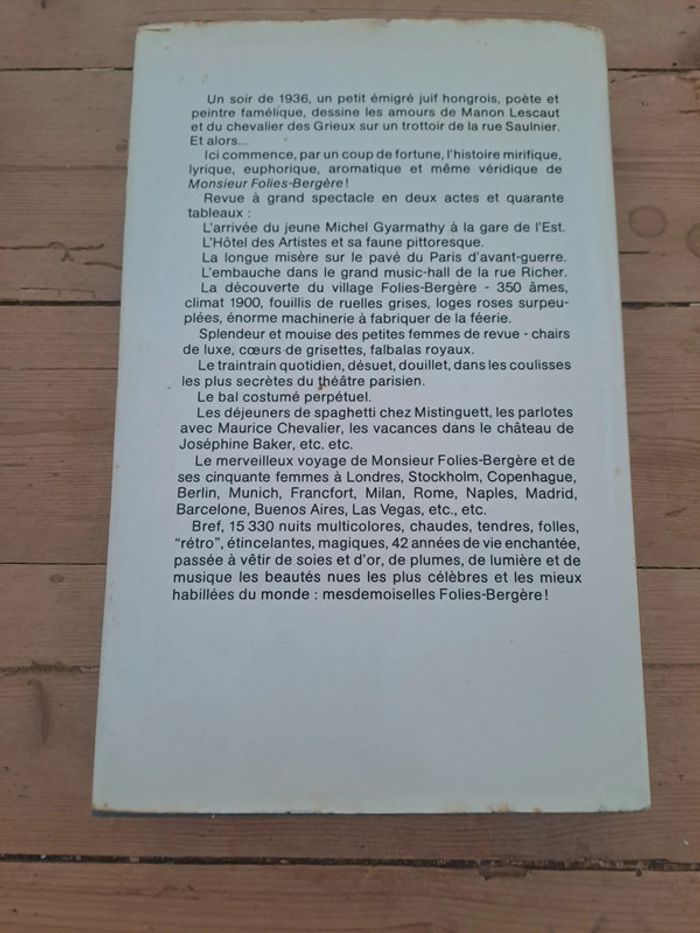 Un soir de 1936, un petit émigré juif hongrois, poète et
peintre famélique, dessine les amours de Manon Lescaut
et du chevalier des Grieux sur un trottoir de la rue Saulnier.
Et alors...
Ici commence, par un coup de fortune, l'histoire mirifique,
lyrique, euphorique, aromatique et même véridique de
Monsieur Folies-Bergère !
Revue à grand spectacle en deux actes et quarante
tableaux :
L'arrivée du jeune Michel Gyarmathy à la gare de l'Est.
L'Hôtel des Artistes et sa faune pittoresque.
La longue misère sur le pavé du Paris d'avant-guerre.
L'embauche dans le grand music-hall de la rue Richer.
La découverte du village Folies-Bergère - 350 âmes,
climat 1900, fouillis de ruelles grises, loges roses surpeu-
plées, énorme machinerie à fabriquer de la féerie.
Splendeur et mouise des petites femmes de revue - chairs
de luxe, cœurs de grisettes, falbalas royaux.
Le traintrain quotidien, désuet, douillet, dans les coulisses
les plus secrètes du théâtre parisien.
Le bal costumé perpétuel.
Les déjeuners de spaghetti chez Mistinguett, les parlotes
avec Maurice Chevalier, les vacances dans le château de
Joséphine Baker, etc. etc.
Le merveilleux voyage de Monsieur Folies-Bergère et de
ses cinquante femmes à Londres, Stockholm, Copenhague,
Berlin, Munich, Francfort, Milan, Rome, Naples, Madrid,
Barcelone, Buenos Aires, Las Vegas, etc., etc.
Bref, 15 330 nuits multicolores, chaudes, tendres, folles,
"rétro", étincelantes, magiques, 42 années de vie enchantée,
passée à vêtir de soies et d'or, de plumes, de lumière et de
musique les beautés nues les plus célèbres et les mieux
habillées du monde : mesdemoiselles Folies-Bergère !